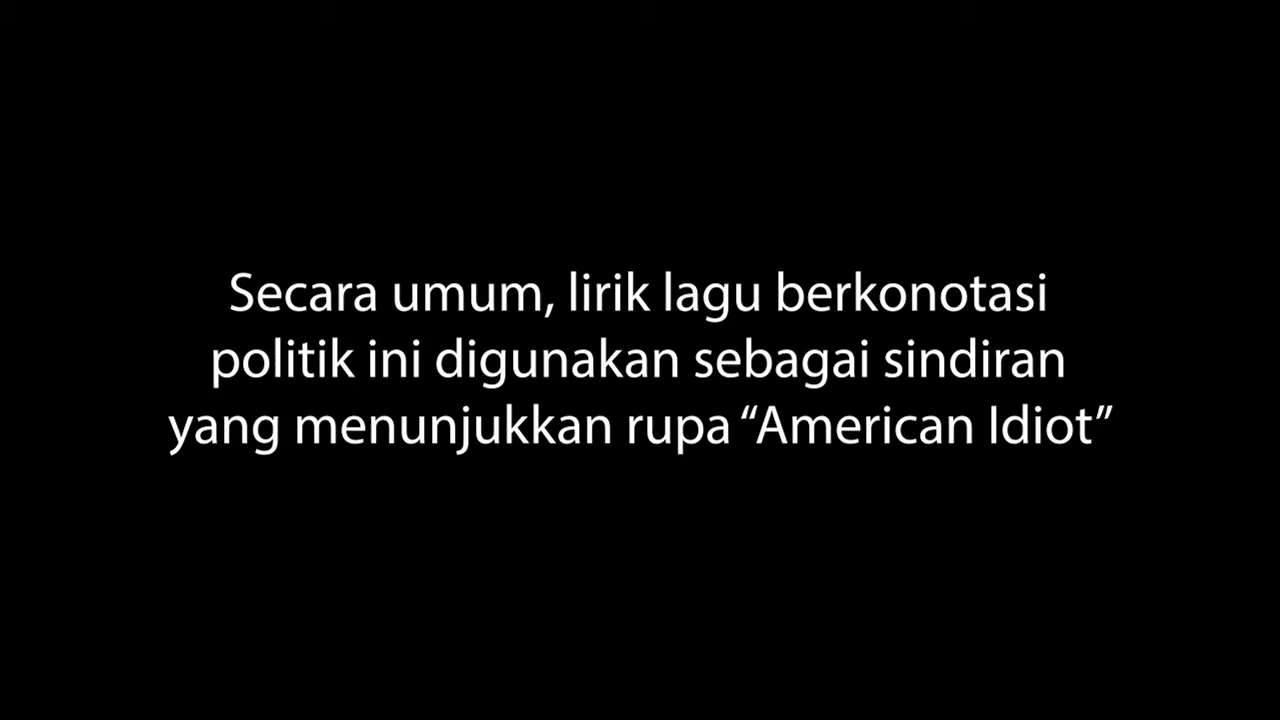 Secara umum, lirik lagu berkonotasi
politik ini digunakan sebagai sindiran
yang menunjukkan rupa “American Idiot”